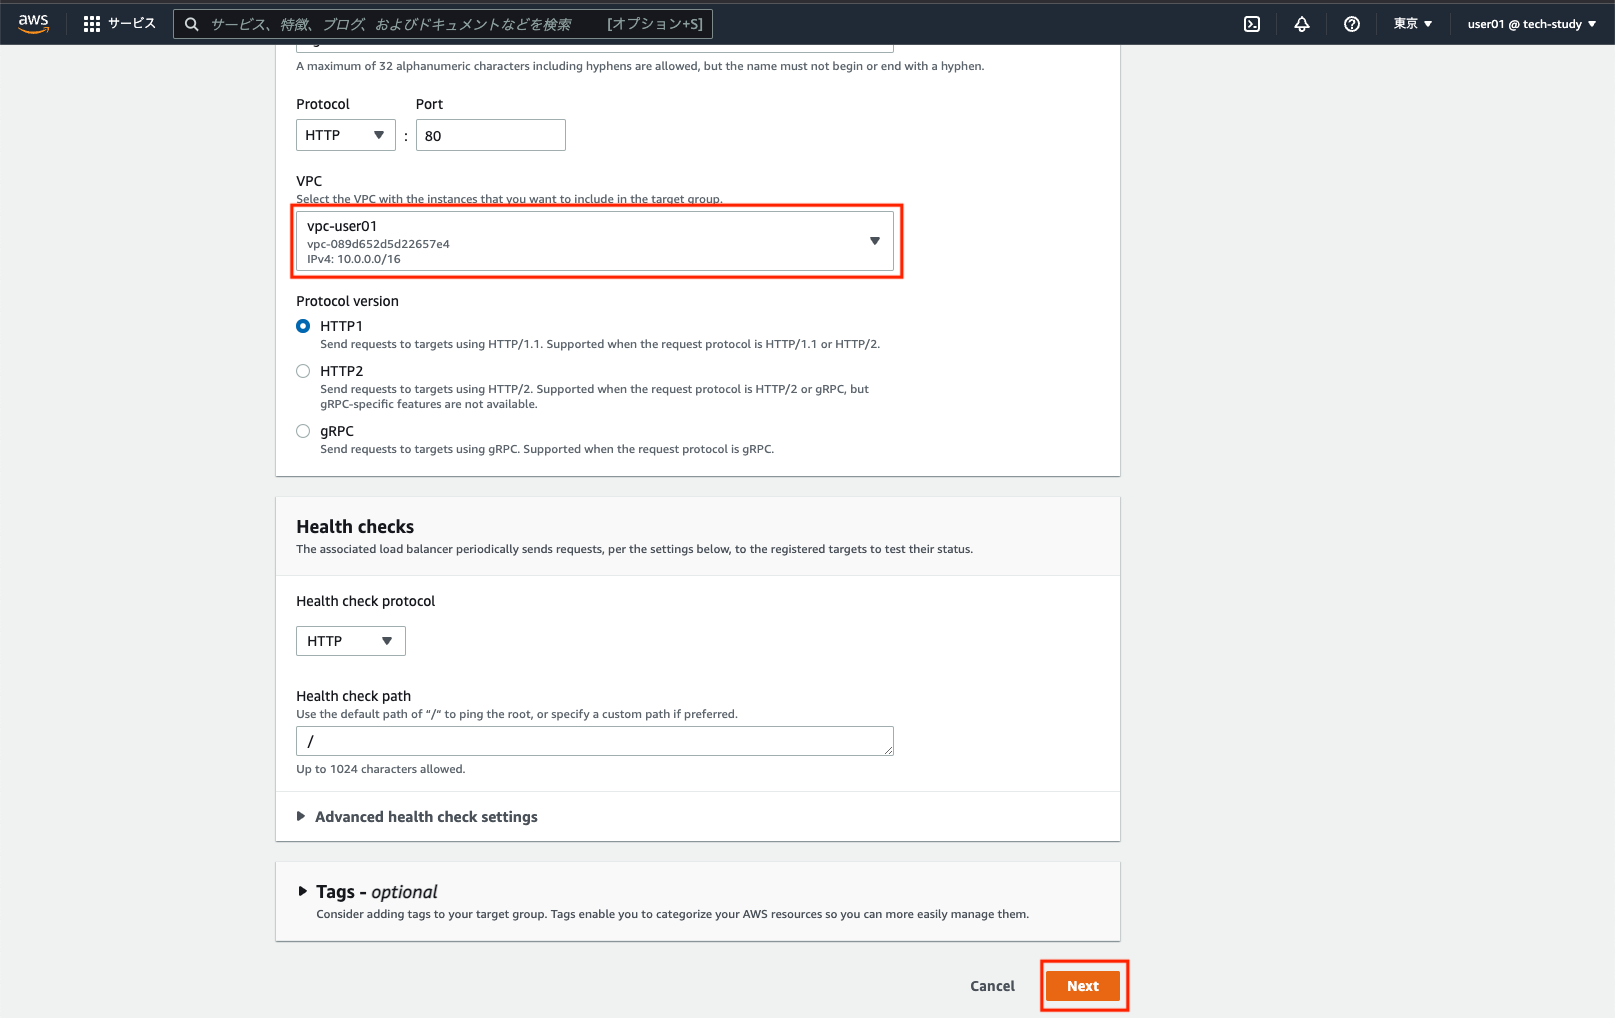 aws
サービス
サービス、特徴、ブログ、およびドキュメントなどを検索 [オプション+S]
東京
user01 @ tech-study
A maximum of 32 alphanumeric characters including hyphens are allowed, but the name must not begin or end with a hyphen.
Protocol Port
HTTP : 80
VPC
Select the VPC with the instances that you want to include in the target group.
vpc-user01
vpc-089d652d5d22657e4
IPv4: 10.0.0.0/16
Protocol version
HTTP1
Send requests to targets using HTTP/1.1. Supported when the request protocol is HTTP/1.1 or HTTP/2.
HTTP2
Send requests to targets using HTTP/2. Supported when the request protocol is HTTP/2 or gRPC, but
gRPC-specific features are not available.
gRPC
Send requests to targets using gRPC. Supported when the request protocol is gRPC.
Health checks
The associated load balancer periodically sends requests, per the settings below, to the registered targets to test their status.
Health check protocol
HTTP
Health check path
Use the default path of “/“ to ping the root, or specify a custom path if preferred.
/
Up to 1024 characters allowed.
Advanced health check settings
Tags - optional
Consider adding tags to your target group. Tags enable you to categorize your AWS resources so you can more easily manage them.
Cancel
Next